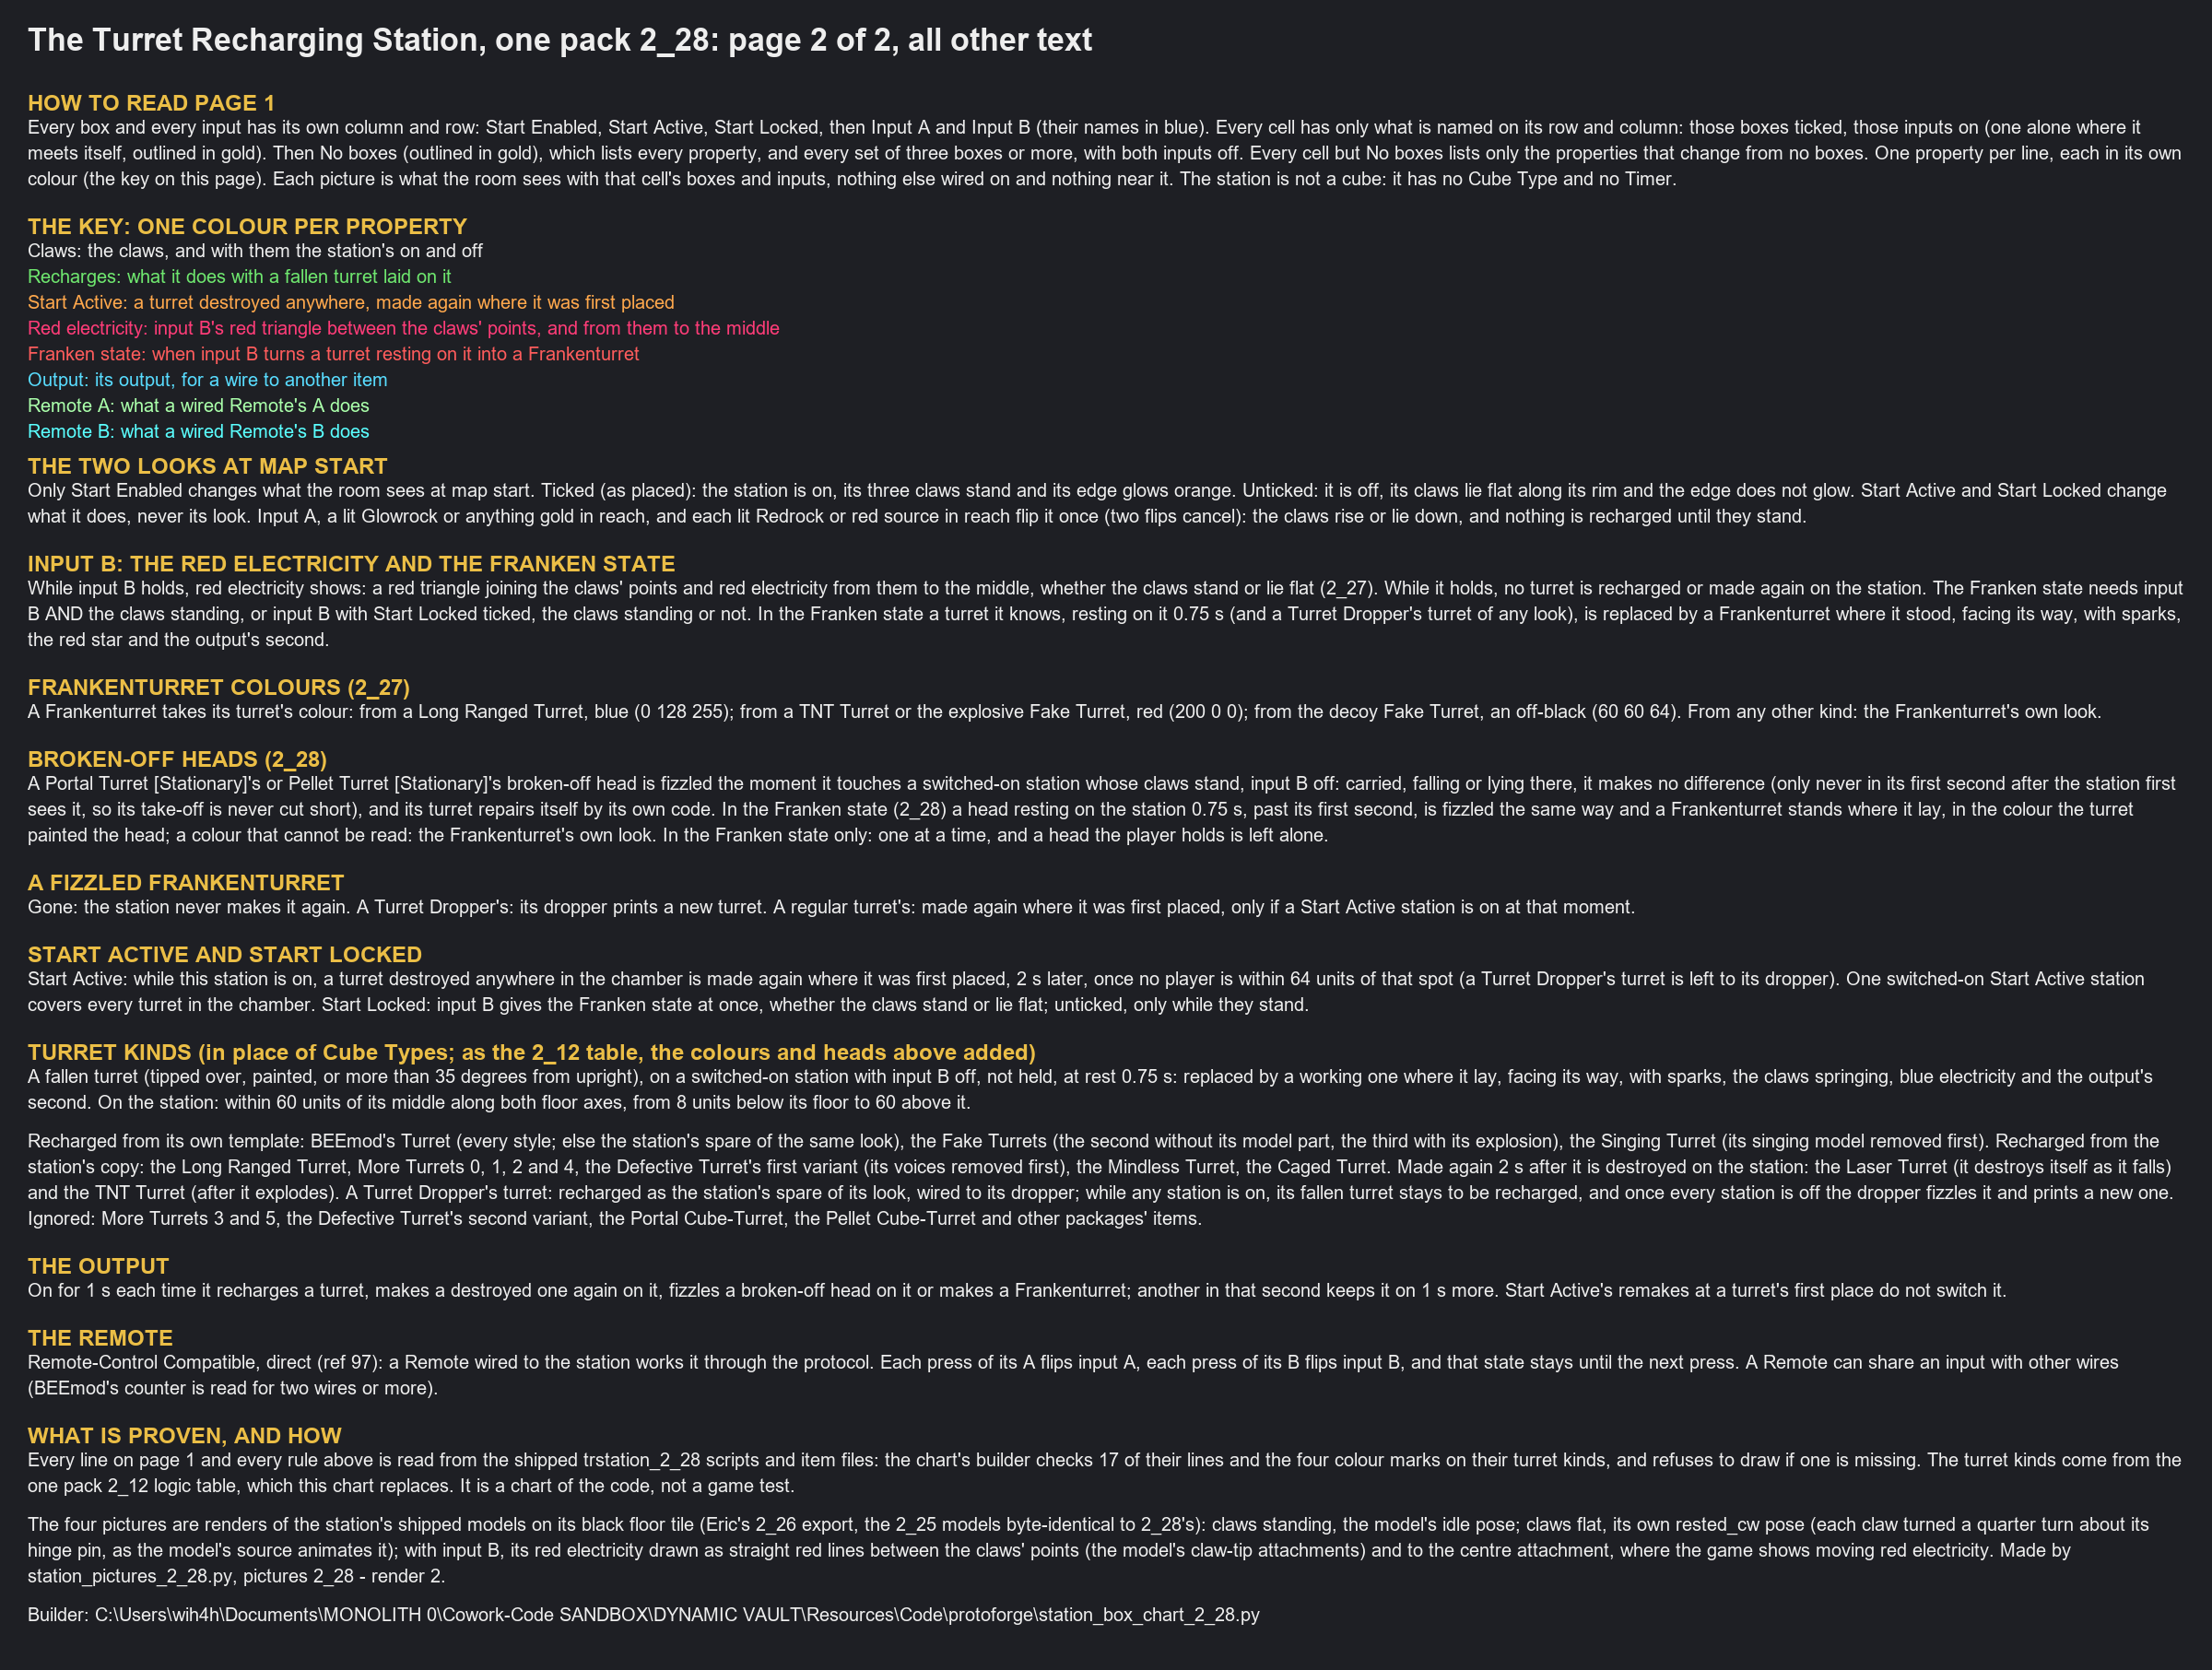 The Turret Recharging Station, one pack 2_28: page 2 of 2, all other text
HOW TO READ PAGE 1
Every box and every input has its own column and row: Start Enabled, Start Active, Start Locked, then Input A and Input B (their names in blue). Every cell has only what is named on its row and column: those boxes ticked, those inputs on (one alone where it
meets itself, outlined in gold). Then No boxes (outlined in gold), which lists every property, and every set of three boxes or more, with both inputs off. Every cell but No boxes lists only the properties that change from no boxes. One property per line, each in its own
colour (the key on this page). Each picture is what the room sees with that cell's boxes and inputs, nothing else wired on and nothing near it. The station is not a cube: it has no Cube Type and no Timer.
THE KEY: ONE COLOUR PER PROPERTY
Claws: the claws, and with them the station's on and off
Recharges: what it does with a fallen turret laid on it
Start Active: a turret destroyed anywhere, made again where it was first placed
Red electricity: input B's red triangle between the claws' points, and from them to the middle
Franken state: when input B turns a turret resting on it into a Frankenturret
Output: its output, for a wire to another item
Remote A: what a wired Remote's A does
Remote B: what a wired Remote's B does
THE TWO LOOKS AT MAP START
Only Start Enabled changes what the room sees at map start. Ticked (as placed): the station is on, its three claws stand and its edge glows orange. Unticked: it is off, its claws lie flat along its rim and the edge does not glow. Start Active and Start Locked change
what it does, never its look. Input A, a lit Glowrock or anything gold in reach, and each lit Redrock or red source in reach flip it once (two flips cancel): the claws rise or lie down, and nothing is recharged until they stand.
INPUT B: THE RED ELECTRICITY AND THE FRANKEN STATE
While input B holds, red electricity shows: a red triangle joining the claws' points and red electricity from them to the middle, whether the claws stand or lie flat (2_27). While it holds, no turret is recharged or made again on the station. The Franken state needs input
B AND the claws standing, or input B with Start Locked ticked, the claws standing or not. In the Franken state a turret it knows, resting on it 0.75 s (and a Turret Dropper's turret of any look), is replaced by a Frankenturret where it stood, facing its way, with sparks,
the red star and the output's second.
FRANKENTURRET COLOURS (2_27)
A Frankenturret takes its turret's colour: from a Long Ranged Turret, blue (0 128 255); from a TNT Turret or the explosive Fake Turret, red (200 0 0); from the decoy Fake Turret, an off-black (60 60 64). From any other kind: the Frankenturret's own look.
BROKEN-OFF HEADS (2_28)
A Portal Turret [Stationary]'s or Pellet Turret [Stationary]'s broken-off head is fizzled the moment it touches a switched-on station whose claws stand, input B off: carried, falling or lying there, it makes no difference (only never in its first second after the station first
sees it, so its take-off is never cut short), and its turret repairs itself by its own code. In the Franken state (2_28) a head resting on the station 0.75 s, past its first second, is fizzled the same way and a Frankenturret stands where it lay, in the colour the turret
painted the head; a colour that cannot be read: the Frankenturret's own look. In the Franken state only: one at a time, and a head the player holds is left alone.
A FIZZLED FRANKENTURRET
Gone: the station never makes it again. A Turret Dropper's: its dropper prints a new turret. A regular turret's: made again where it was first placed, only if a Start Active station is on at that moment.
START ACTIVE AND START LOCKED
Start Active: while this station is on, a turret destroyed anywhere in the chamber is made again where it was first placed, 2 s later, once no player is within 64 units of that spot (a Turret Dropper's turret is left to its dropper). One switched-on Start Active station
covers every turret in the chamber. Start Locked: input B gives the Franken state at once, whether the claws stand or lie flat; unticked, only while they stand.
TURRET KINDS (in place of Cube Types; as the 2_12 table, the colours and heads above added)
A fallen turret (tipped over, painted, or more than 35 degrees from upright), on a switched-on station with input B off, not held, at rest 0.75 s: replaced by a working one where it lay, facing its way, with sparks, the claws springing, blue electricity and the output's
second. On the station: within 60 units of its middle along both floor axes, from 8 units below its floor to 60 above it.
Recharged from its own template: BEEmod's Turret (every style; else the station's spare of the same look), the Fake Turrets (the second without its model part, the third with its explosion), the Singing Turret (its singing model removed first). Recharged from the
station's copy: the Long Ranged Turret, More Turrets 0, 1, 2 and 4, the Defective Turret's first variant (its voices removed first), the Mindless Turret, the Caged Turret. Made again 2 s after it is destroyed on the station: the Laser Turret (it destroys itself as it falls)
and the TNT Turret (after it explodes). A Turret Dropper's turret: recharged as the station's spare of its look, wired to its dropper; while any station is on, its fallen turret stays to be recharged, and once every station is off the dropper fizzles it and prints a new one.
Ignored: More Turrets 3 and 5, the Defective Turret's second variant, the Portal Cube-Turret, the Pellet Cube-Turret and other packages' items.
THE OUTPUT
On for 1 s each time it recharges a turret, makes a destroyed one again on it, fizzles a broken-off head on it or makes a Frankenturret; another in that second keeps it on 1 s more. Start Active's remakes at a turret's first place do not switch it.
THE REMOTE
Remote-Control Compatible, direct (ref 97): a Remote wired to the station works it through the protocol. Each press of its A flips input A, each press of its B flips input B, and that state stays until the next press. A Remote can share an input with other wires
(BEEmod's counter is read for two wires or more).
WHAT IS PROVEN, AND HOW
Every line on page 1 and every rule above is read from the shipped trstation_2_28 scripts and item files: the chart's builder checks 17 of their lines and the four colour marks on their turret kinds, and refuses to draw if one is missing. The turret kinds come from the
one pack 2_12 logic table, which this chart replaces. It is a chart of the code, not a game test.
The four pictures are renders of the station's shipped models on its black floor tile (Eric's 2_26 export, the 2_25 models byte-identical to 2_28's): claws standing, the model's idle pose; claws flat, its own rested_cw pose (each claw turned a quarter turn about its
hinge pin, as the model's source animates it); with input B, its red electricity drawn as straight red lines between the claws' points (the model's claw-tip attachments) and to the centre attachment, where the game shows moving red electricity. Made by
station_pictures_2_28.py, pictures 2_28 - render 2.
Builder: C:\Users\wih4h\Documents\MONOLITH 0\Cowork-Code SANDBOX\DYNAMIC VAULT\Resources\Code\protoforge\station_box_chart_2_28.py